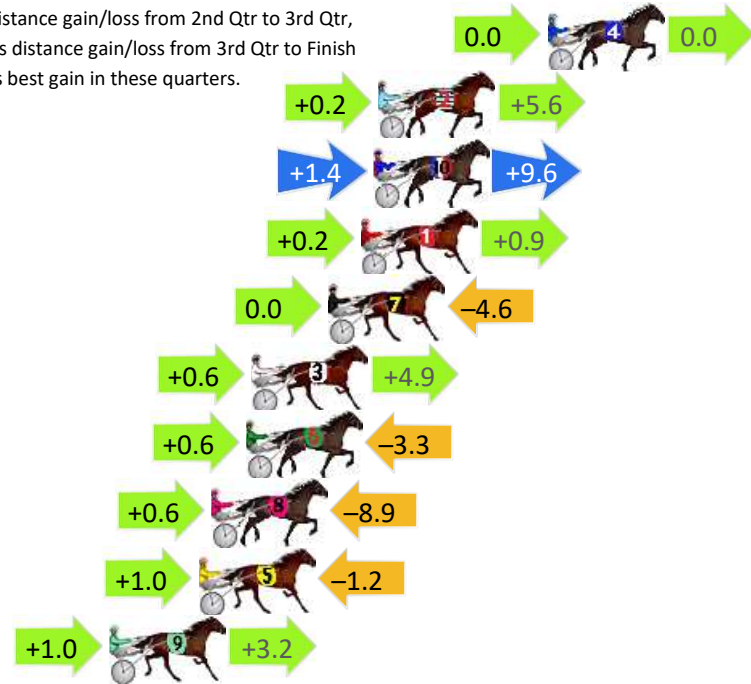 istance gain/loss from 2nd Qtr to 3rd Qtr,
s distance gain/loss from 3rd Qtr to Finish
s best gain in these quarters.
0.0 4 0.0
+0.2 2 +5.6
+1.4 10 +9.6
+0.2 1 +0.9
0.0 7 –4.6
+0.6 3 +4.9
+0.6 6 –3.3
+0.6 8 –8.9
+1.0 5 –1.2
+1.0 9 +3.2